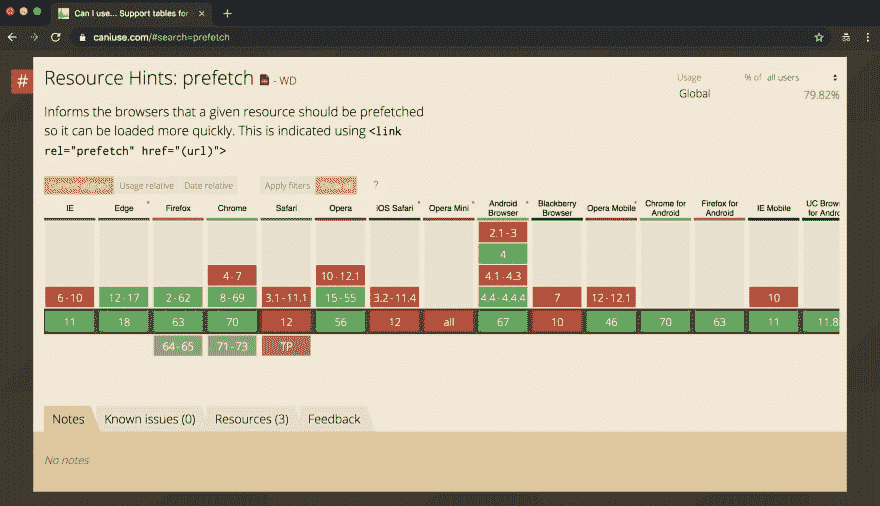 Can I use... Support tables for
caniuse.com/#search=prefetch
#
Resource Hints: prefetch - WD
Usage % of all users
Global 79.82%
Informs the browsers that a given resource should be prefetched
so it can be loaded more quickly. This is indicated using <link
rel="prefetch" href="(url)">
Usage relative Date relative Apply filters ?
IE Edge * Firefox Chrome Safari Opera iOS Safari * Opera Mini * Android Browser * Blackberry Browser Opera Mobile * Chrome for Android Firefox for Android IE Mobile UC Brows for Andro
2.1-3
4
4-7 10-12.1 4.1-4.3
6-10 12-17 2-62 8-69 3.1-11.1 15-55 3.2-11.4 4.4-4.4.4 7 12-12.1 10
11 18 63 70 12 56 12 all 67 10 46 70 63 11 11.8
64-65 71-73 TP
Notes Known issues (0) Resources (3) Feedback
No notes